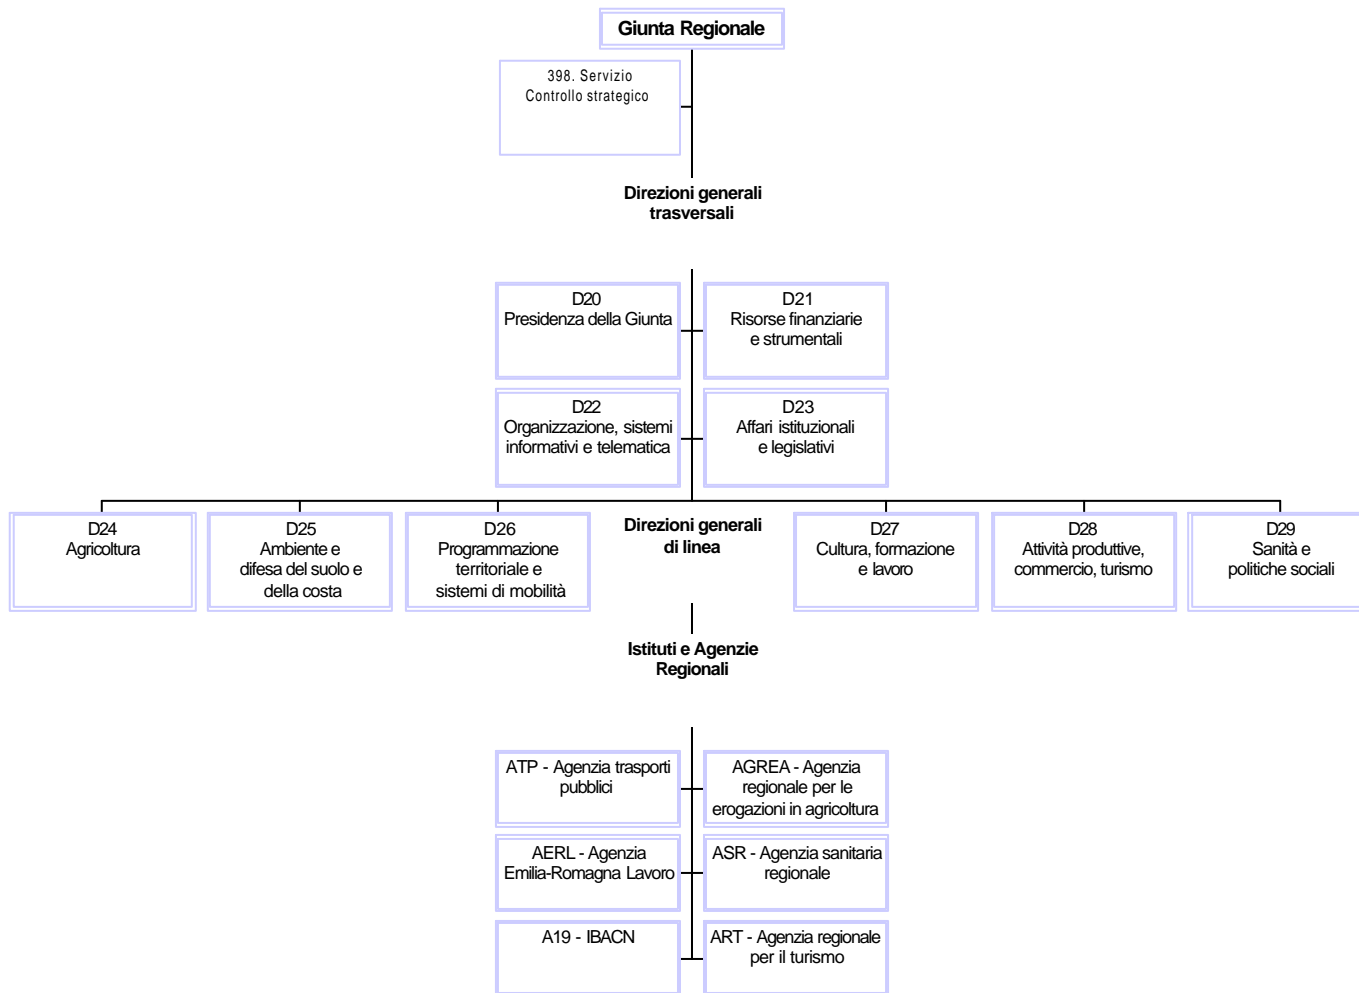 Giunta Regionale
398. Servizio
Controllo strategico
Direzioni generali
trasversali
D20
Presidenza della Giunta
D21
Risorse finanziarie
e strumentali
D22
Organizzazione, sistemi
informativi e telematica
D23
Affari istituzionali
e legislativi
D24
Agricoltura
D25
Ambiente e
difesa del suolo e
della costa
D26
Programmazione
territoriale e
sistemi di mobilità
Direzioni generali
di linea
D27
Cultura, formazione
e lavoro
D28
Attività produttive,
commercio, turismo
D29
Sanità e
politiche sociali
Istituti e Agenzie
Regionali
ATP - Agenzia trasporti
pubblici
AGREA - Agenzia
regionale per le
erogazioni in agricoltura
AERL - Agenzia
Emilia-Romagna Lavoro
ASR - Agenzia sanitaria
regionale
A19 - IBACN
ART - Agenzia regionale
per il turismo